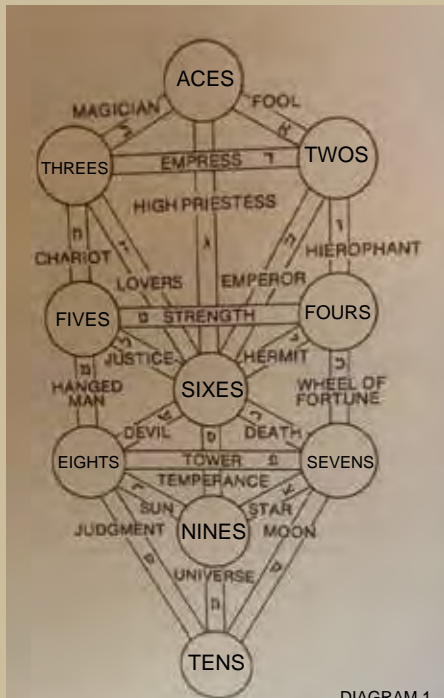 ACES
MAGICIAN
FOOL
THREES
EMPRESS
TWOS
HIGH PRIESTESS
CHARIOT
HIEROPHANT
LOVERS
EMPEROR
FIVES
STRENGTH
FOURS
JUSTICE
HERMIT
HANGED
MAN
SIXES
WHEEL OF
FORTUNE
DEVIL
DEATH
EIGHTS
TOWER
SEVENS
TEMPERANCE
SUN
STAR
JUDGMENT
NINES
MOON
UNIVERSE
TENS
DIAGRAM 1